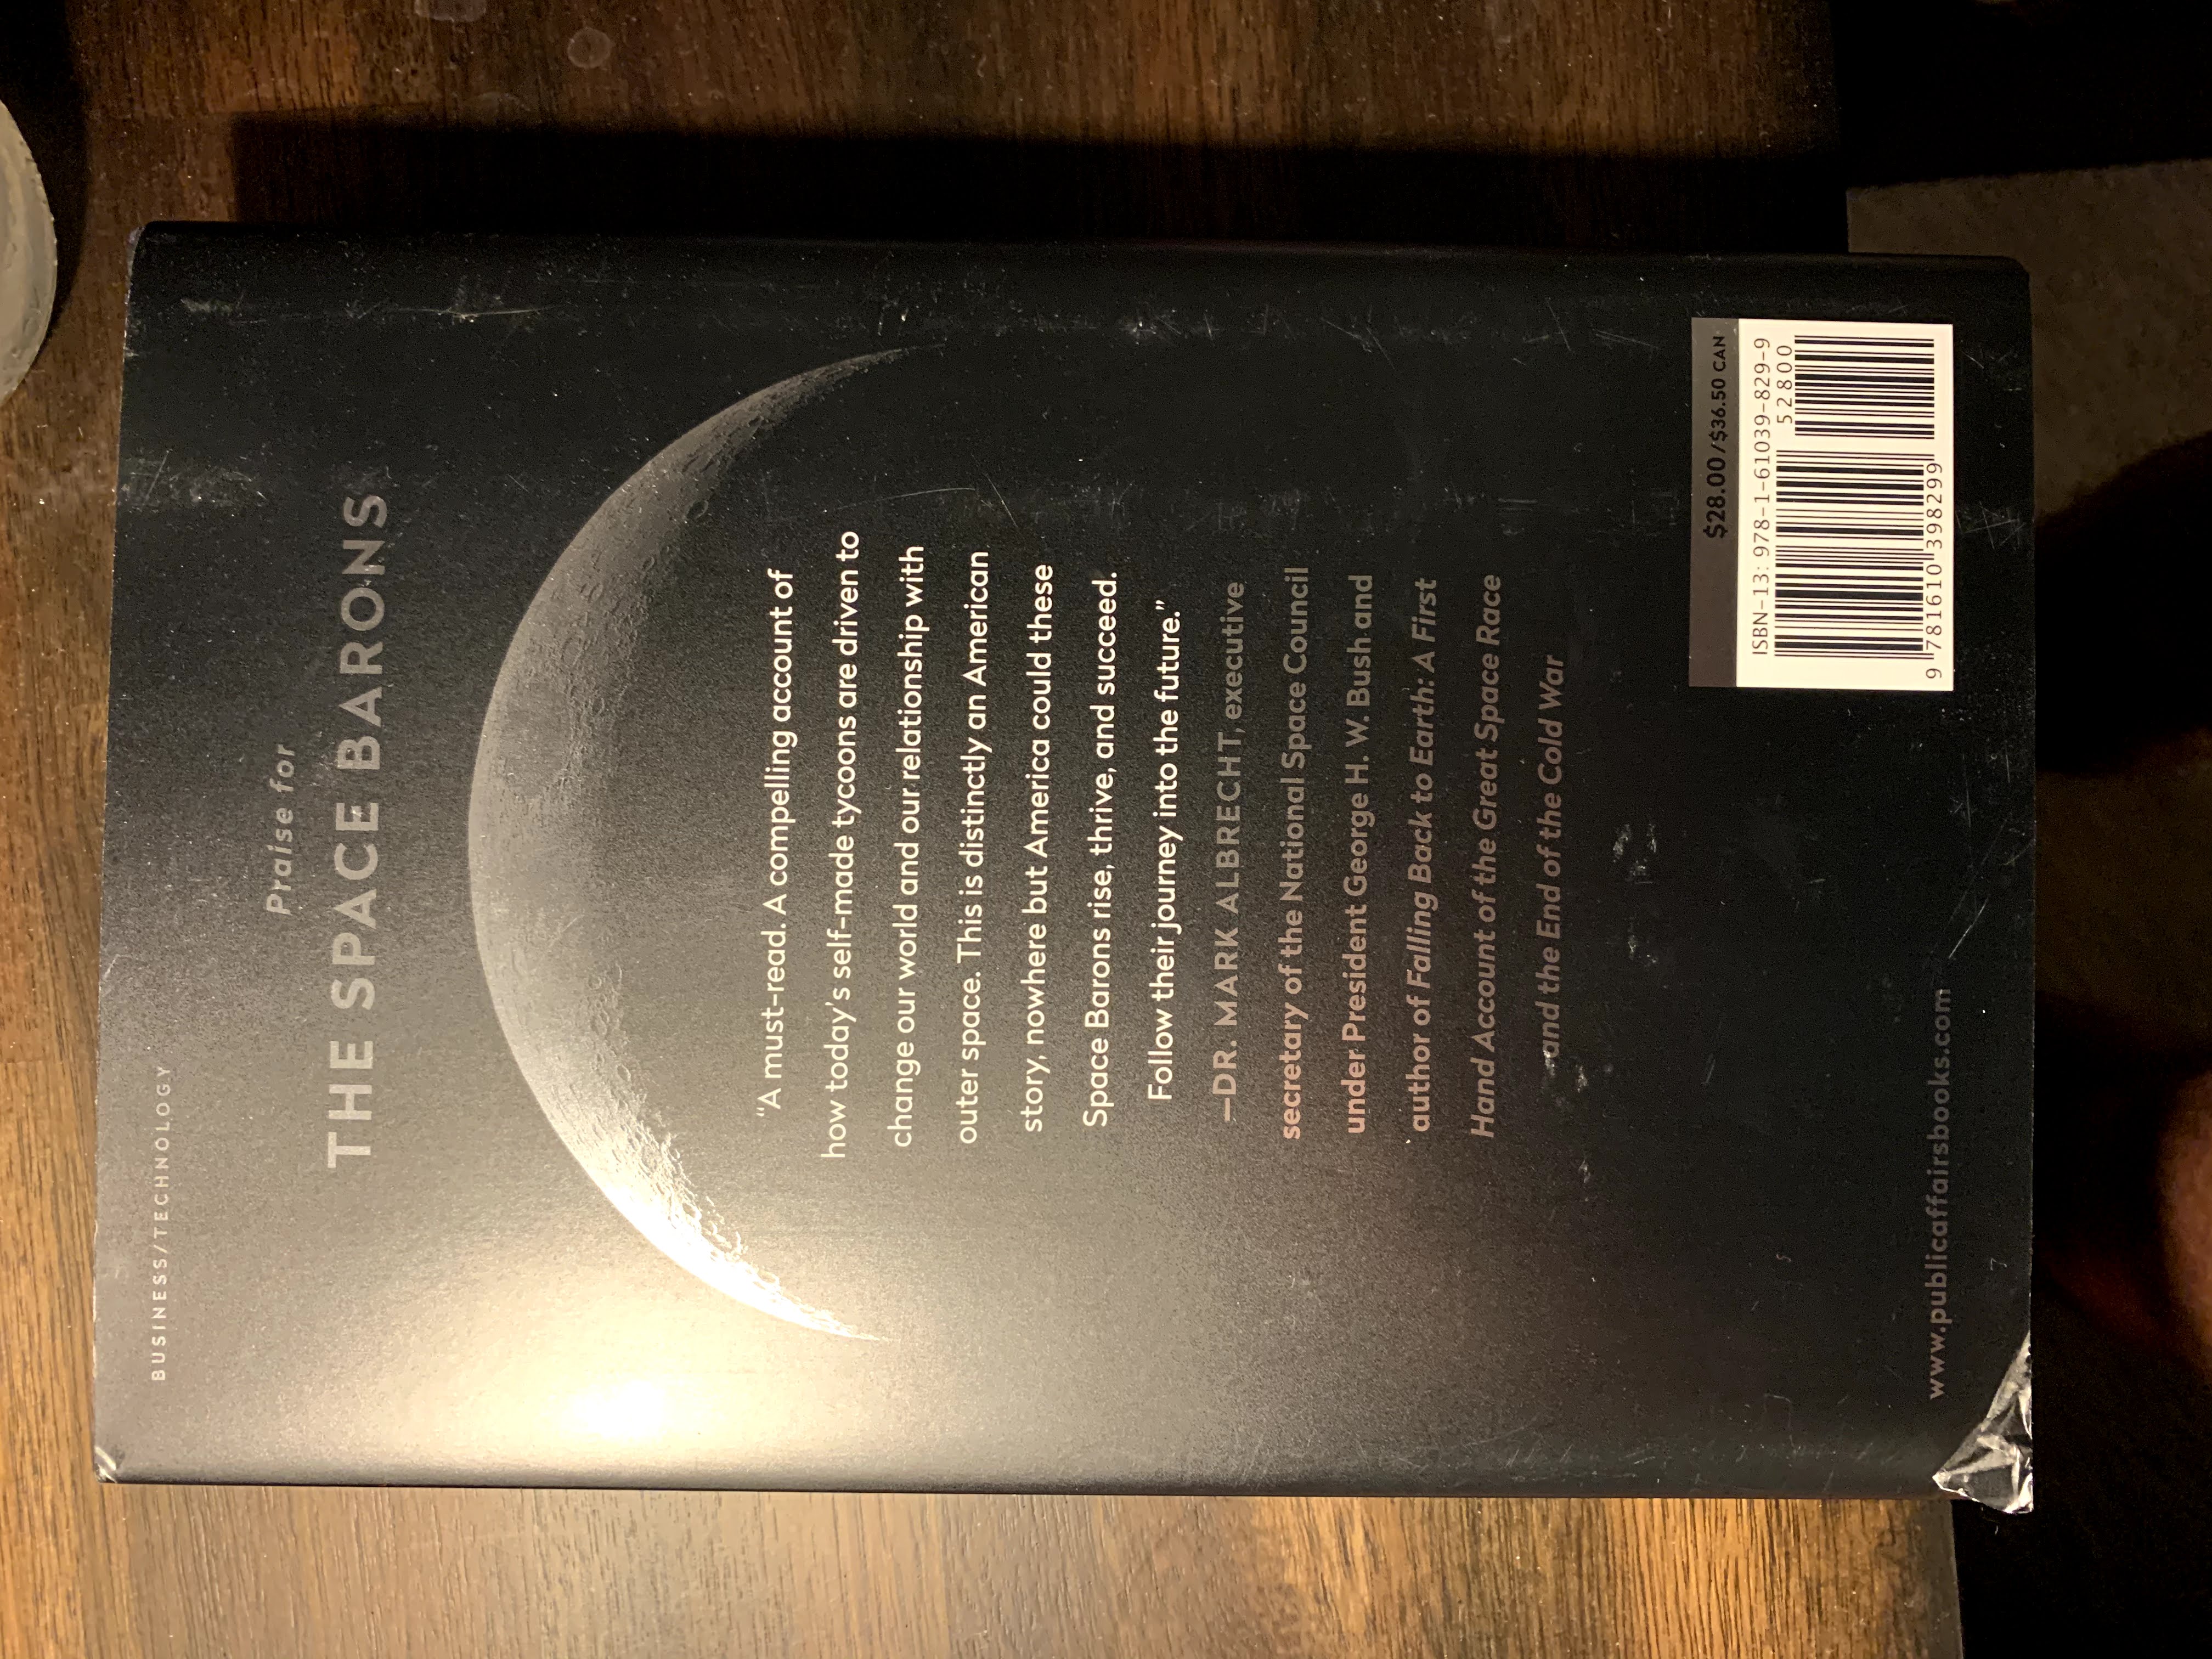 BUSINESS/TECHNOLOGY
Praise for
THE SPACE BARONS
“A must-read. A compelling account of
how today’s self-made tycoons are driven to
change our world and our relationship with
outer space. This is distinctly an American
story, nowhere but America could these
Space Barons rise, thrive, and succeed.
Follow their journey into the future.”
—DR. MARK ALBRECHT, executive
secretary of the National Space Council
under President George H. W. Bush and
author of Falling Back to Earth: A First
Hand Account of the Great Space Race
and the End of the Cold War
$28.00/$36.50 CAN
ISBN-13: 978-1-61039-829-9
52800
9 781610 398299
www.publicaffairsbooks.com